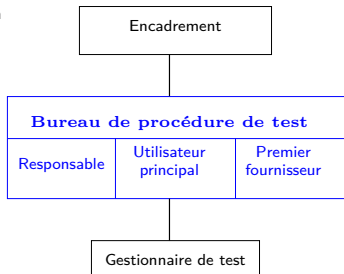 Encadrement
Bureau de procédure de test
Responsable
Utilisateur
principal
Premier
fournisseur
Gestionnaire de test